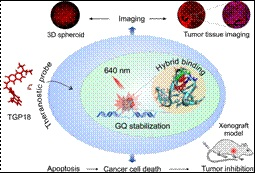 Imaging
3D spheroid
Tumor tissue imaging
640 nm
Hybrid binding
Theranostic probe
TGP18
GQ stabilization
Xenograft
model
Apoptosis
Cancer cell death
Tumor inhibition